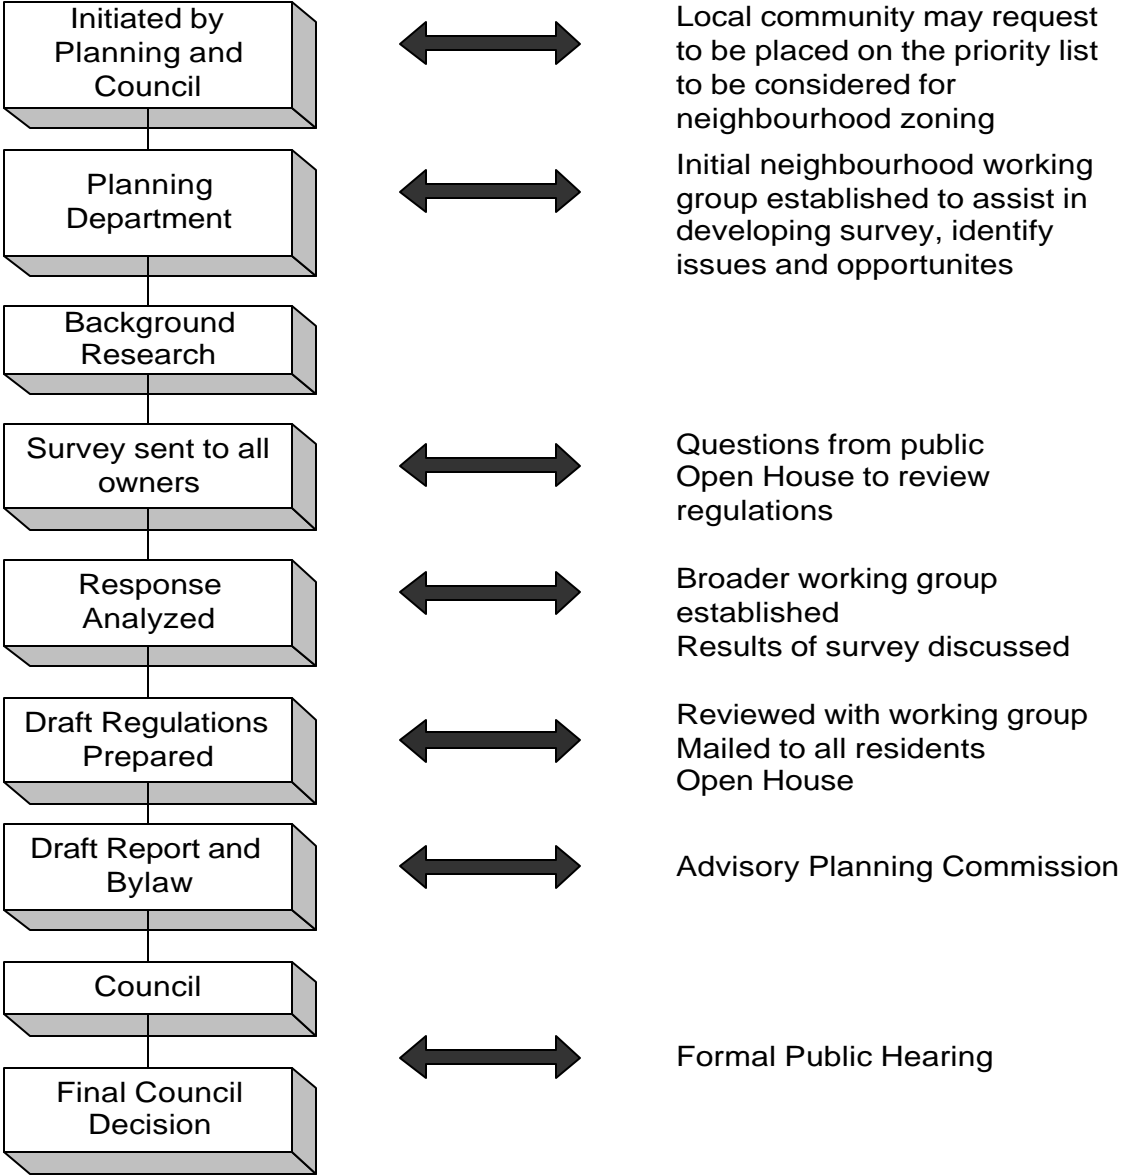 Initiated by
Planning and
Council
Local community may request
to be placed on the priority list
to be considered for
neighbourhood zoning
Planning
Department
Initial neighbourhood working
group established to assist in
developing survey, identify
issues and opportunites
Background
Research
Survey sent to all
owners
Questions from public
Open House to review
regulations
Response
Analyzed
Broader working group
established
Results of survey discussed
Draft Regulations
Prepared
Reviewed with working group
Mailed to all residents
Open House
Draft Report and
Bylaw
Advisory Planning Commission
Council
Formal Public Hearing
Final Council
Decision